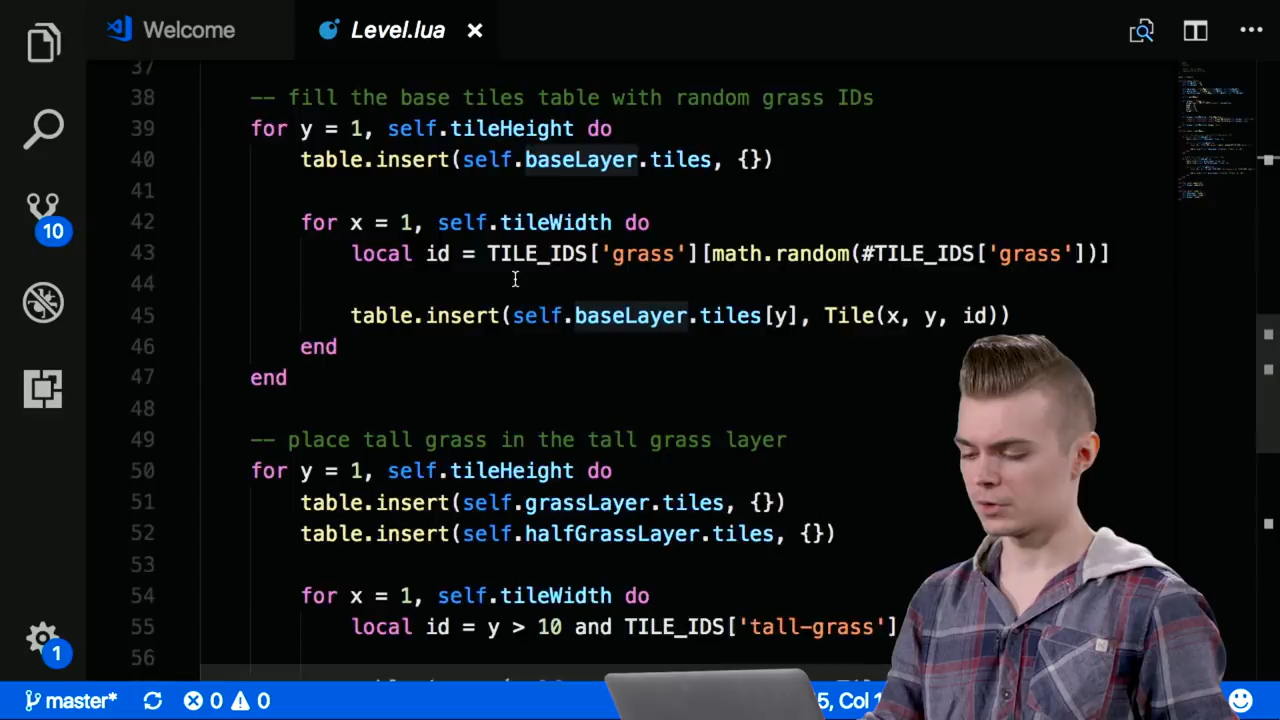 Welcome
Level.lua
37
38 -- fill the base tiles table with random grass IDs
39 for y = 1, self.tileHeight do
40 table.insert(self.baseLayer.tiles, {})
41
42 for x = 1, self.tileWidth do
43 local id = TILE_IDS['grass'][math.random(#TILE_IDS['grass'])]
44
45 table.insert(self.baseLayer.tiles[y], Tile(x, y, id))
46 end
47 end
48
49 -- place tall grass in the tall grass layer
50 for y = 1, self.tileHeight do
51 table.insert(self.grassLayer.tiles, {})
52 table.insert(self.halfGrassLayer.tiles, {})
53
54 for x = 1, self.tileWidth do
55 local id = y > 10 and TILE_IDS['tall-grass']
56
10
1
master* 0 0 5, Col 1